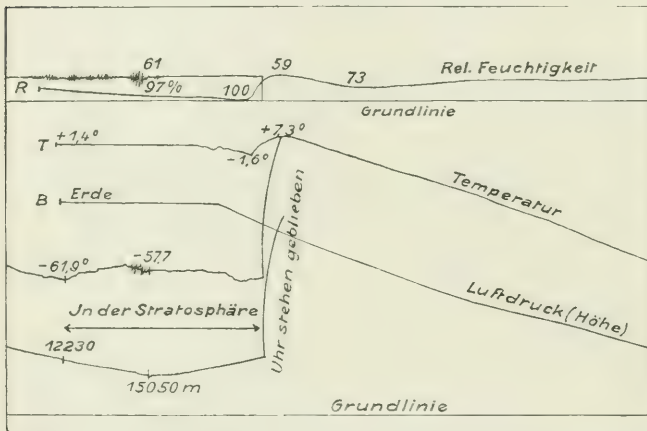 61 59 73 Rel. Feuchtigkeit
R 97% 100
Grundlinie
T +1,4° -1,6° +7,3°
Temperatur
B Erde
Uhr stehen geblieben
-61,9° -57,7
Luftdruck (Höhe)
Jn der Stratosphäre
12230
15050 m
Grundlinie